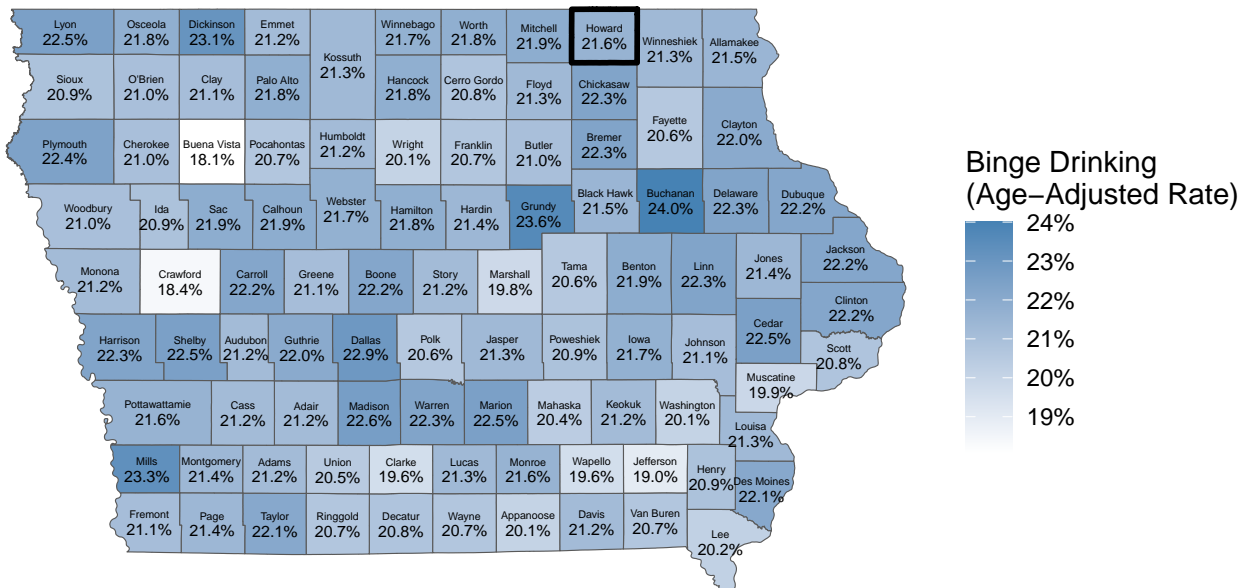 Lyon
22.5%
Osceola
21.8%
Dickinson
23.1%
Emmet
21.2%
Kossuth
21.3%
Winnebago
21.7%
Worth
21.8%
Mitchell
21.9%
Howard
21.6%
Winneshiek
21.3%
Allamakee
21.5%
Sioux
20.9%
O'Brien
21.0%
Clay
21.1%
Palo Alto
21.8%
Hancock
21.8%
Cerro Gordo
20.8%
Floyd
21.3%
Chickasaw
22.3%
Fayette
20.6%
Clayton
22.0%
Plymouth
22.4%
Cherokee
21.0%
Buena Vista
18.1%
Pocahontas
20.7%
Humboldt
21.2%
Wright
20.1%
Franklin
20.7%
Butler
21.0%
Bremer
22.3%
Woodbury
21.0%
Ida
20.9%
Sac
21.9%
Calhoun
21.9%
Webster
21.7%
Hamilton
21.8%
Hardin
21.4%
Grundy
23.6%
Black Hawk
21.5%
Buchanan
24.0%
Delaware
22.3%
Dubuque
22.2%
Monona
21.2%
Crawford
18.4%
Carroll
22.2%
Greene
21.1%
Boone
22.2%
Story
21.2%
Marshall
19.8%
Tama
20.6%
Benton
21.9%
Linn
22.3%
Jones
21.4%
Jackson
22.2%
Clinton
22.2%
Harrison
22.3%
Shelby
22.5%
Audubon
21.2%
Guthrie
22.0%
Dallas
22.9%
Polk
20.6%
Jasper
21.3%
Poweshiek
20.9%
Iowa
21.7%
Johnson
21.1%
Cedar
22.5%
Scott
20.8%
Muscatine
19.9%
Pottawattamie
21.6%
Cass
21.2%
Adair
21.2%
Madison
22.6%
Warren
22.3%
Marion
22.5%
Mahaska
20.4%
Keokuk
21.2%
Washington
20.1%
Louisa
21.3%
Mills
23.3%
Montgomery
21.4%
Adams
21.2%
Union
20.5%
Clarke
19.6%
Lucas
21.3%
Monroe
21.6%
Wapello
19.6%
Jefferson
19.0%
Henry
20.9%
Des Moines
22.1%
Fremont
21.1%
Page
21.4%
Taylor
22.1%
Ringgold
20.7%
Decatur
20.8%
Wayne
20.7%
Appanoose
20.1%
Davis
21.2%
Van Buren
20.7%
Lee
20.2%
Binge Drinking
(Age−Adjusted Rate)
24%
23%
22%
21%
20%
19%